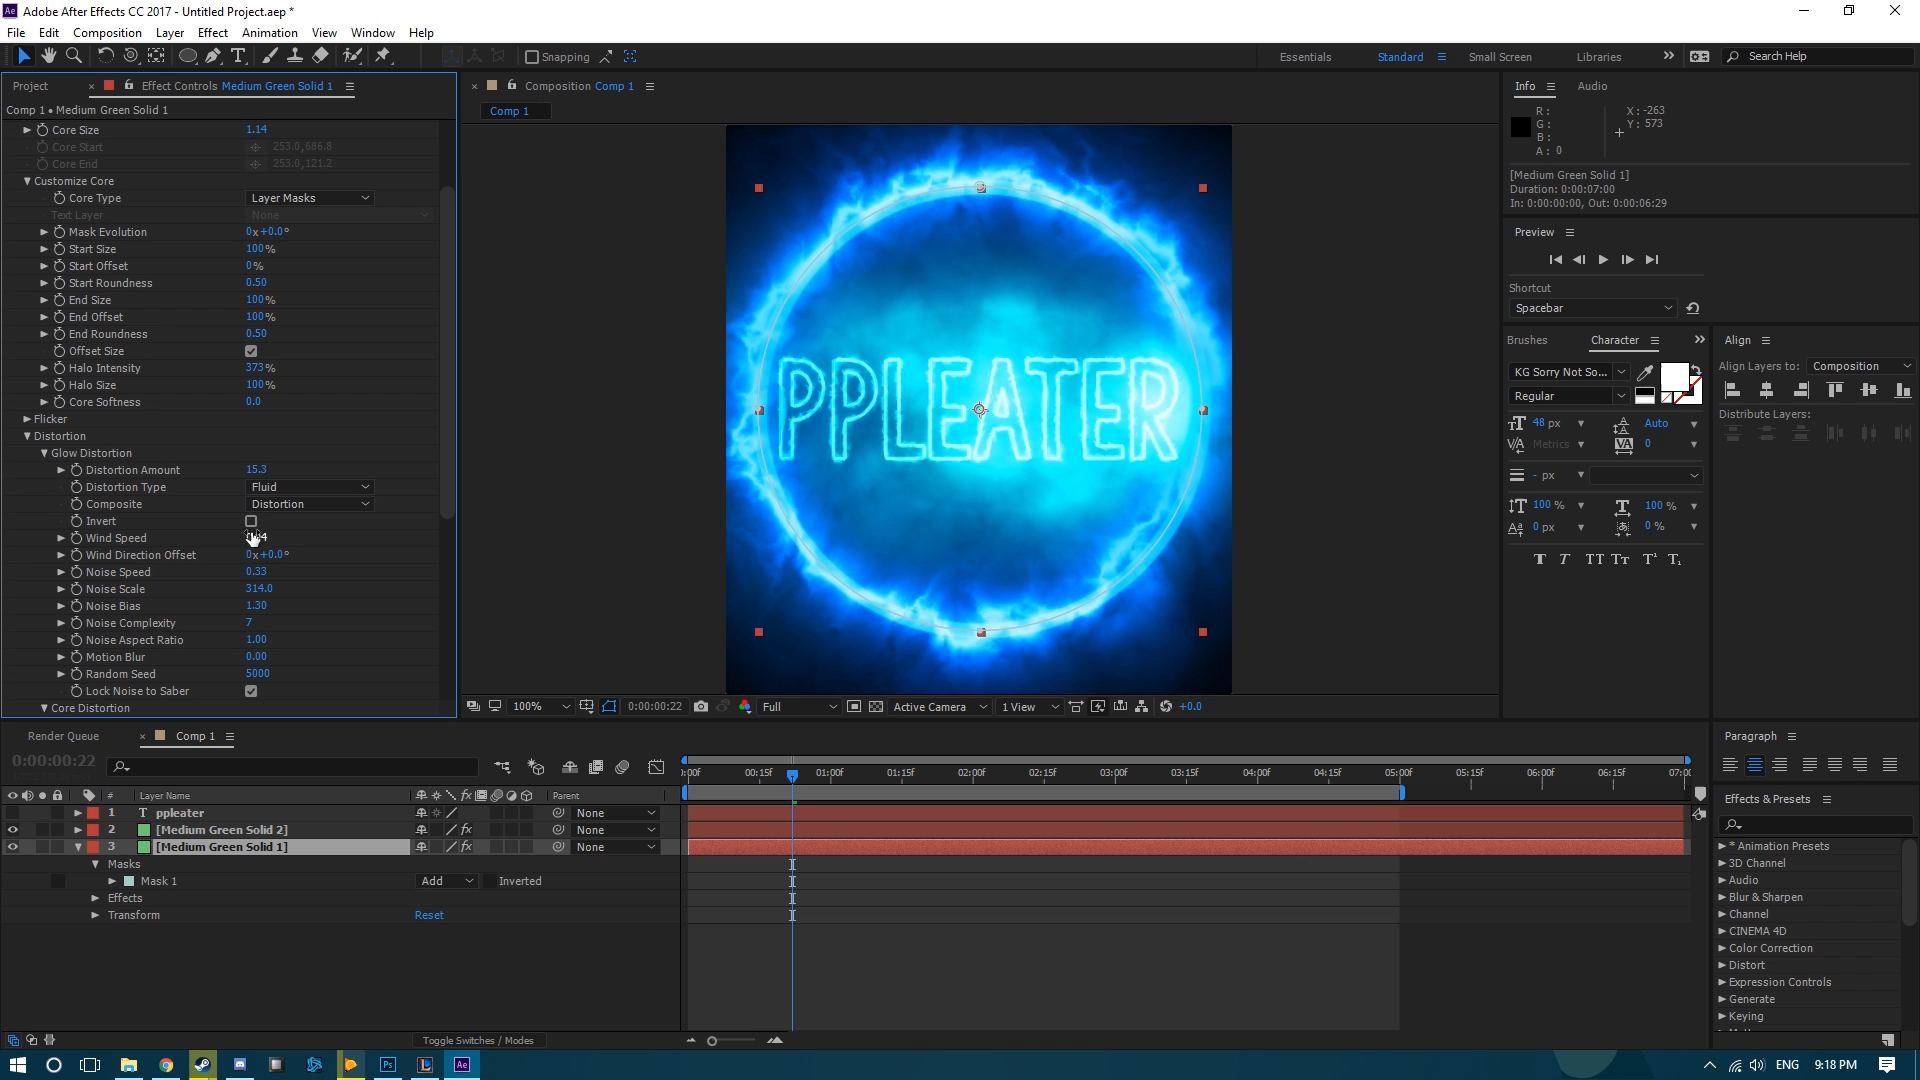 Ae Adobe After Effects CC 2017 - Untitled Project.aep *
File Edit Composition Layer Effect Animation View Window Help
Snapping
Essentials Standard Small Screen Libraries Search Help
Project
Effect Controls Medium Green Solid 1
Comp 1 • Medium Green Solid 1
Core Size 1.14
Core Start 253.0,686.8
Core End 253.0,121.2
Customize Core
Core Type Layer Masks
Text Layer None
Mask Evolution 0x+0.0°
Start Size 100%
Start Offset 0%
Start Roundness 0.50
End Size 100%
End Offset 100%
End Roundness 0.50
Offset Size
Halo Intensity 373%
Halo Size 100%
Core Softness 0.0
Flicker
Distortion
Glow Distortion
Distortion Amount 15.3
Distortion Type Fluid
Composite Distortion
Invert
Wind Speed
Wind Direction Offset 0x+0.0°
Noise Speed 0.33
Noise Scale 314.0
Noise Bias 1.30
Noise Complexity 7
Noise Aspect Ratio 1.00
Motion Blur 0.00
Random Seed 5000
Lock Noise to Saber
Core Distortion
Composition Comp 1
Comp 1
PPLEATER
100% 0:00:00:22 Full Active Camera 1 View +0.0
Info Audio
R:
G:
B:
A: 0
X: -263
Y: 573
[Medium Green Solid 1]
Duration: 0:00:07:00
In: 0:00:00:00, Out: 0:00:06:29
Preview
Shortcut
Spacebar
Brushes Character
KG Sorry Not So...
Regular
48 px Auto
Metrics 0
- px
100 % 100 %
0 px 0 %
T T TT Tt T¹ T₁
Align
Align Layers to: Composition
Distribute Layers:
Render Queue
Comp 1
0:00:00:22
:00f 00:15f 01:00f 01:15f 02:00f 02:15f 03:00f 03:15f 04:00f 04:15f 05:00f 05:15f 06:00f 06:15f
# Layer Name fx Parent
1 T ppleater None
2 [Medium Green Solid 2] fx None
3 [Medium Green Solid 1] fx None
Masks
Mask 1 Add Inverted
Effects
Transform Reset
Toggle Switches / Modes
Paragraph
Effects & Presets
* Animation Presets
3D Channel
Audio
Blur & Sharpen
Channel
CINEMA 4D
Color Correction
Distort
Expression Controls
Generate
Keying
Ps Ae
ENG 9:18 PM